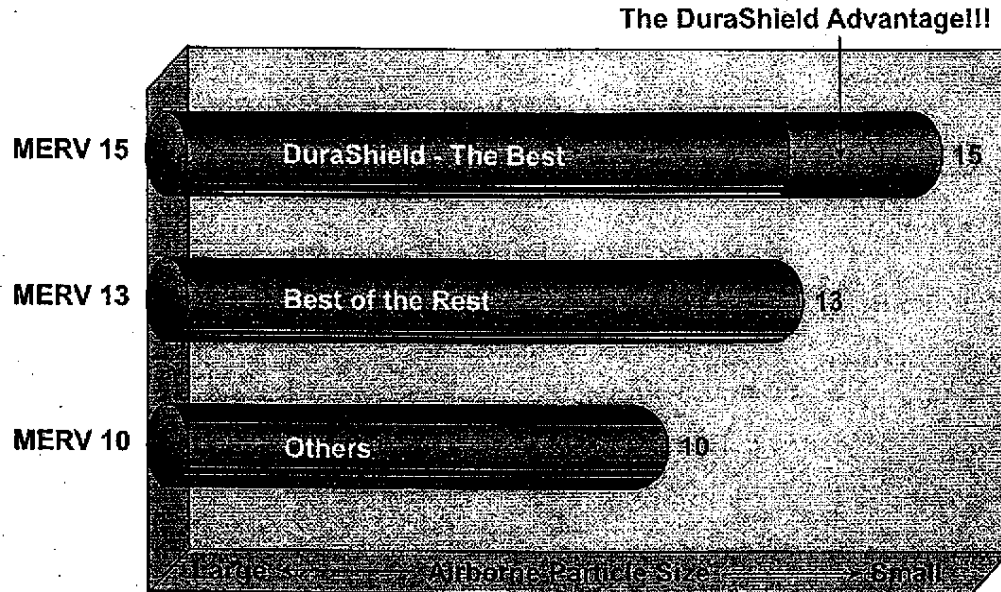 The DuraShield Advantage!!!
MERV 15 DuraShield - The Best 15
MERV 13 Best of the Rest 13
MERV 10 Others 10
Large Airborne Particle Size Small